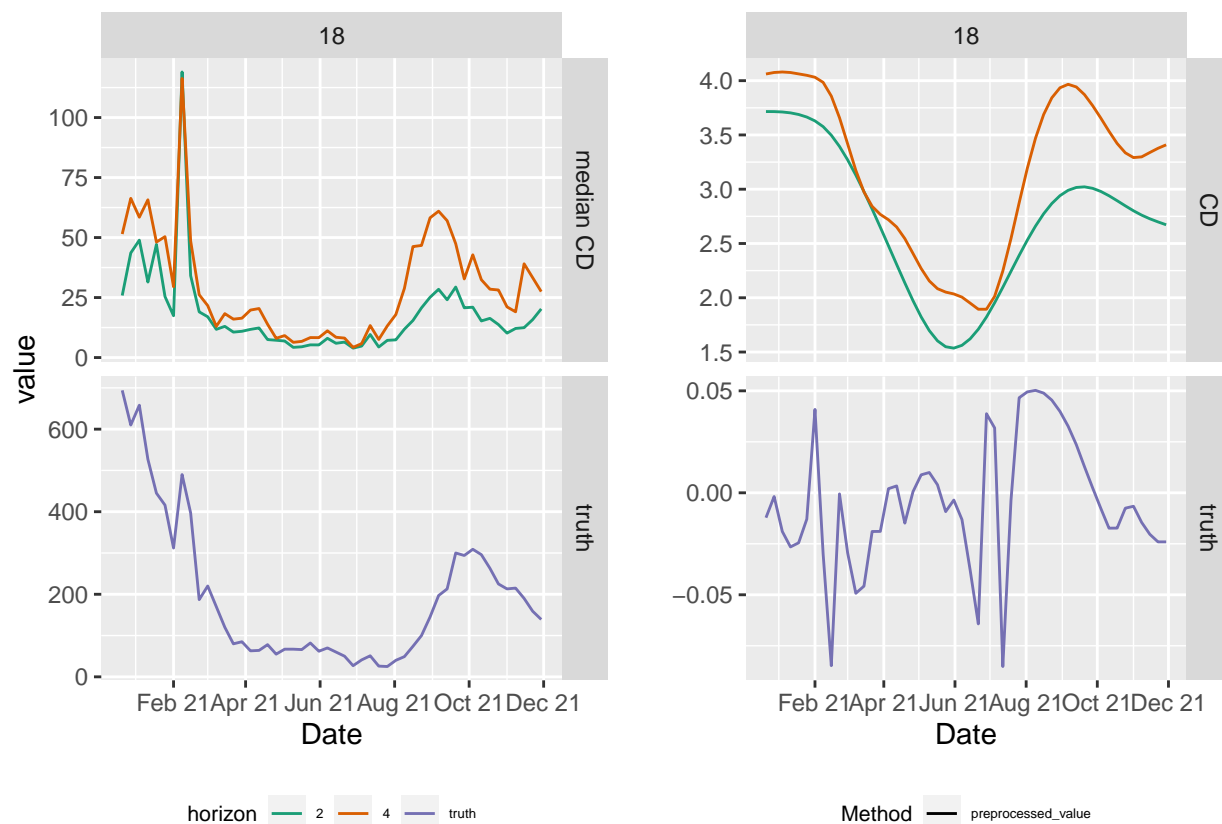 18
median CD
100
75
50
25
0
truth
600
400
200
0
value
Feb 21 Apr 21 Jun 21 Aug 21 Oct 21 Dec 21
Date
horizon 2 4 truth
18
CD
4.0
3.5
3.0
2.5
2.0
1.5
truth
0.05
0.00
−0.05
Feb 21 Apr 21 Jun 21 Aug 21 Oct 21 Dec 21
Date
Method preprocessed_value